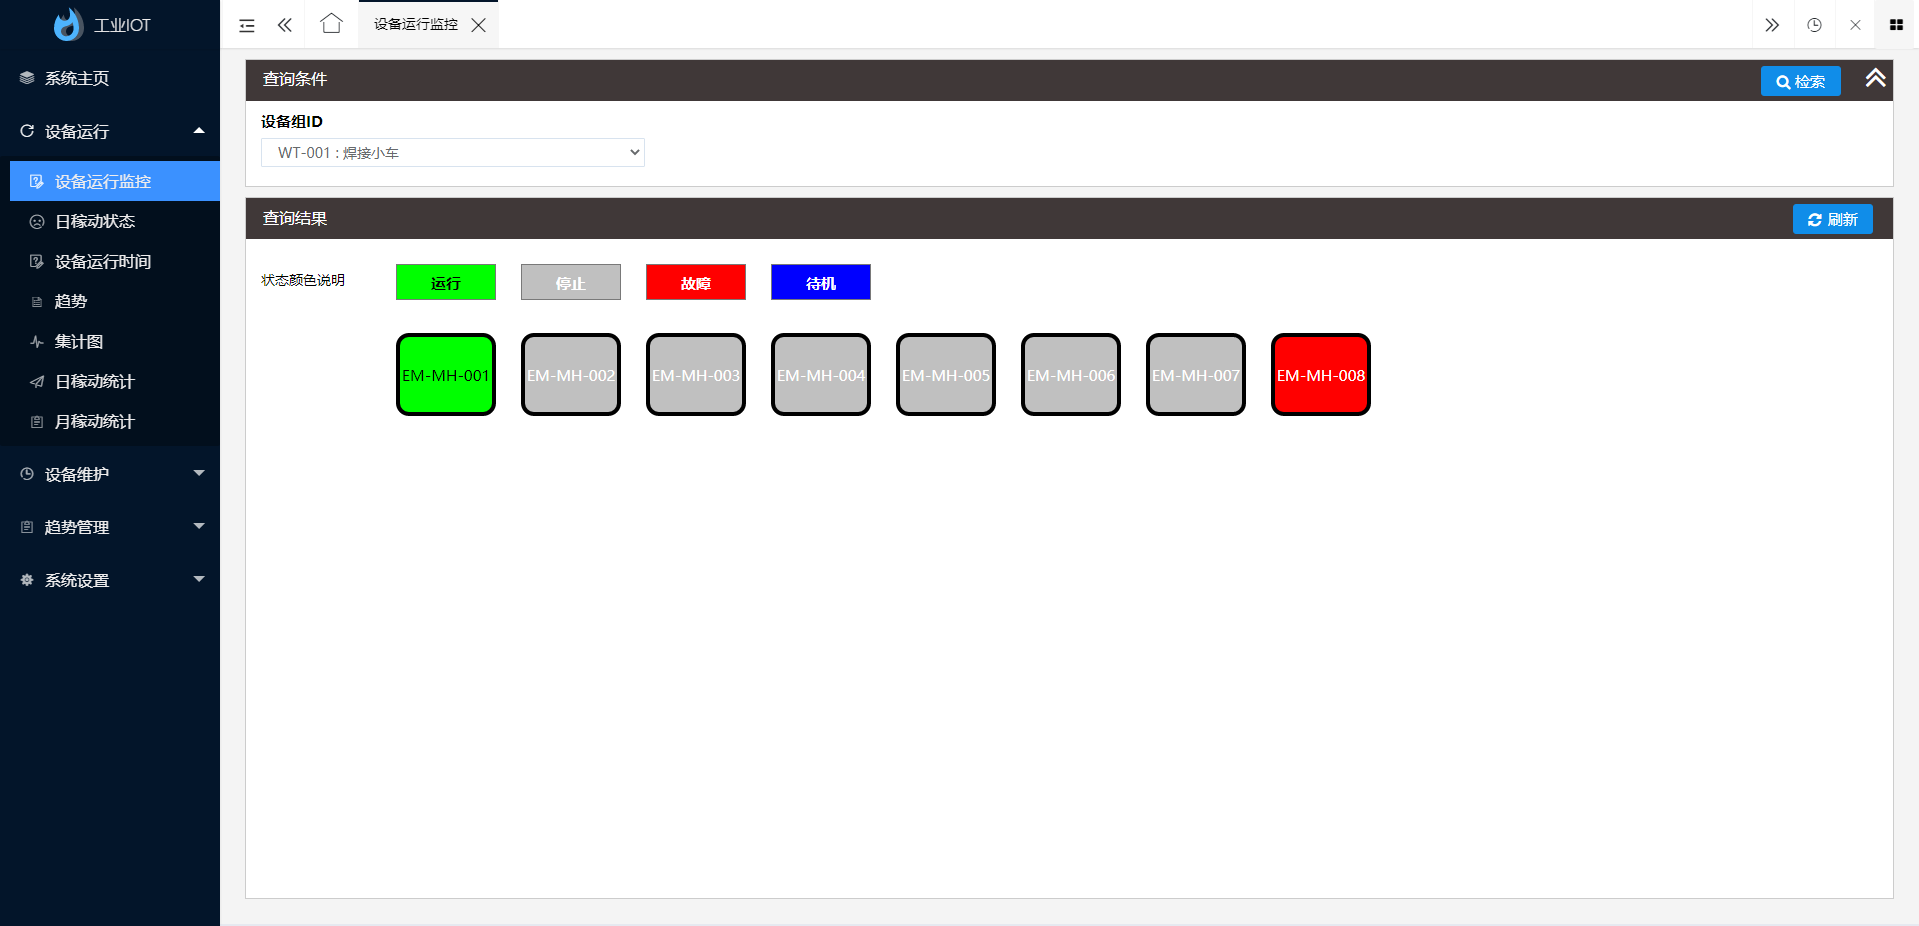 工业IOT
系统主页
设备运行
设备运行监控
日稼动状态
设备运行时间
趋势
集计图
日稼动统计
月稼动统计
设备维护
趋势管理
系统设置
设备运行监控
查询条件
检索
设备组ID
WT-001 : 焊接小车
查询结果
刷新
状态颜色说明
运行
停止
故障
待机
EM-MH-001
EM-MH-002
EM-MH-003
EM-MH-004
EM-MH-005
EM-MH-006
EM-MH-007
EM-MH-008